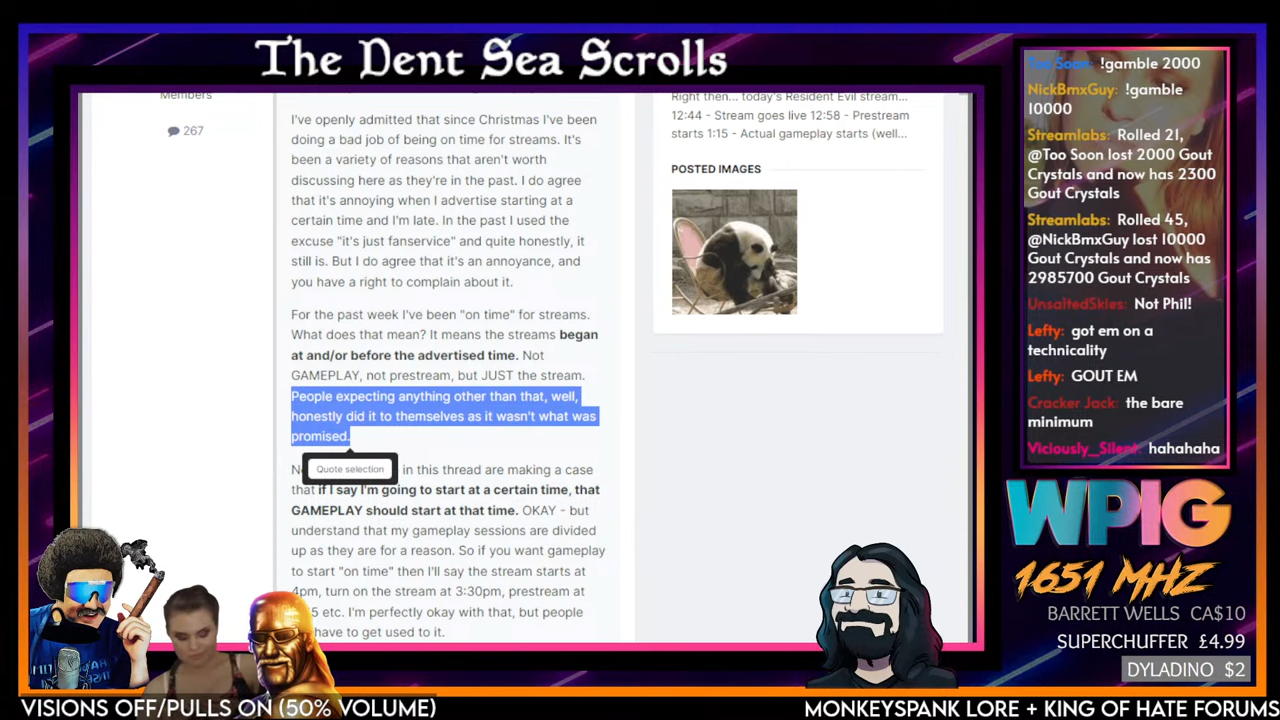 The Dent Sea Scrolls
Members
267
I've openly admitted that since Christmas I've been
doing a bad job of being on time for streams. It's
been a variety of reasons that aren't worth
discussing here as they're in the past. I do agree
that it's annoying when I advertise starting at a
certain time and I'm late. In the past I used the
excuse "it's just fanservice" and quite honestly, it
still is. But I do agree that it's an annoyance, and
you have a right to complain about it.
For the past week I've been "on time" for streams.
What does that mean? It means the streams began
at and/or before the advertised time. Not
GAMEPLAY, not prestream, but JUST the stream.
People expecting anything other than that, well,
honestly did it to themselves as it wasn't what was
promised.
Quote selection
in this thread are making a case
that if I say I'm going to start at a certain time, that
GAMEPLAY should start at that time. OKAY - but
understand that my gameplay sessions are divided
up as they are for a reason. So if you want gameplay
to start "on time" then I'll say the stream starts at
4pm, turn on the stream at 3:30pm, prestream at
etc. I'm perfectly okay with that, but people
have to get used to it.
Right then... today's Resident Evil stream...
12:44 - Stream goes live 12:58 - Prestream
starts 1:15 - Actual gameplay starts (well...
POSTED IMAGES
Too Soon: !gamble 2000
NickBmxGuy: !gamble
10000
Streamlabs: Rolled 21,
@Too Soon lost 2000 Gout
Crystals and now has 2300
Gout Crystals
Streamlabs: Rolled 45,
@NickBmxGuy lost 10000
Gout Crystals and now has
2985700 Gout Crystals
UnsaltedSkies: Not Phil!
Lefty: got em on a
technicality
Lefty: GOUT EM
Cracker Jack: the bare
minimum
Viciously_Silent: hahahaha
WPIG
1651 MHZ
BARRETT WELLS CA$10
SUPERCHUFFER £4.99
DYLADINO $2
VISIONS OFF/PULLS ON (50% VOLUME)
MONKEYSPANK LORE + KING OF HATE FORUMS